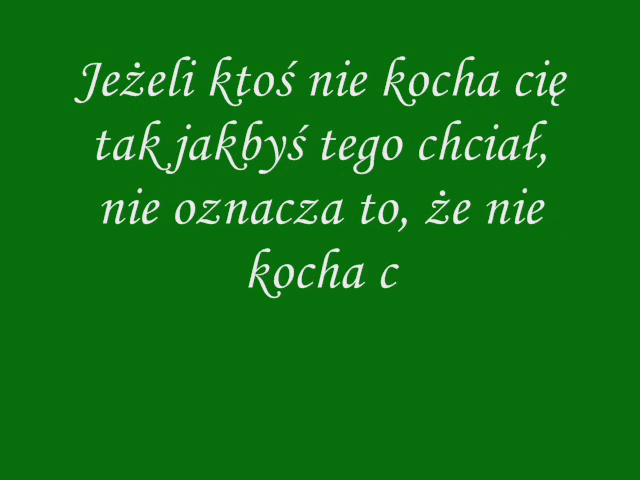 Jeżeli ktoś nie kocha cię
tak jakbyś tego chciał,
nie oznacza to, że nie
kocha c